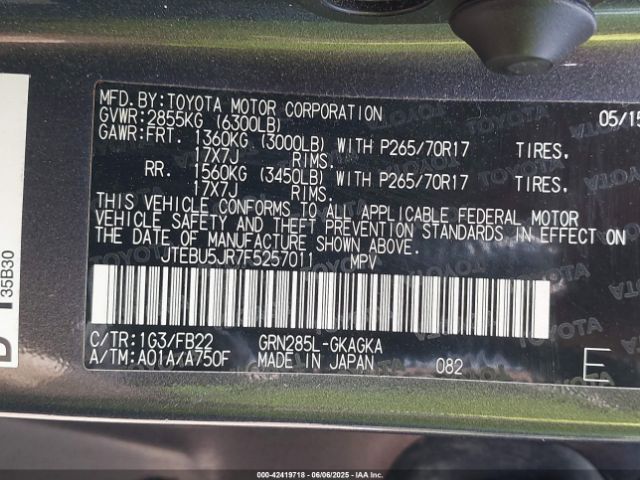 MFD. BY: TOYOTA MOTOR CORPORATION 05/15
GVWR: 2855KG (6300LB)
GAWR: FRT. 1360KG (3000LB) WITH P265/70R17 TIRES,
17X7J RIMS.
RR. 1560KG (3450LB) WITH P265/70R17 TIRES,
17X7J RIMS.
THIS VEHICLE CONFORMS TO ALL APPLICABLE FEDERAL MOTOR
VEHICLE SAFETY AND THEFT PREVENTION STANDARDS IN EFFECT ON
THE DATE OF MANUFACTURE SHOWN ABOVE.
JTEBU5JR7F5257011 MPV
C/TR: 1G3/FB22 GRN285L-GKAGKA
A/TM: A01A/A750F MADE IN JAPAN 082 E
35B30
000-42419718 - 06/06/2025 - IAAI.CA